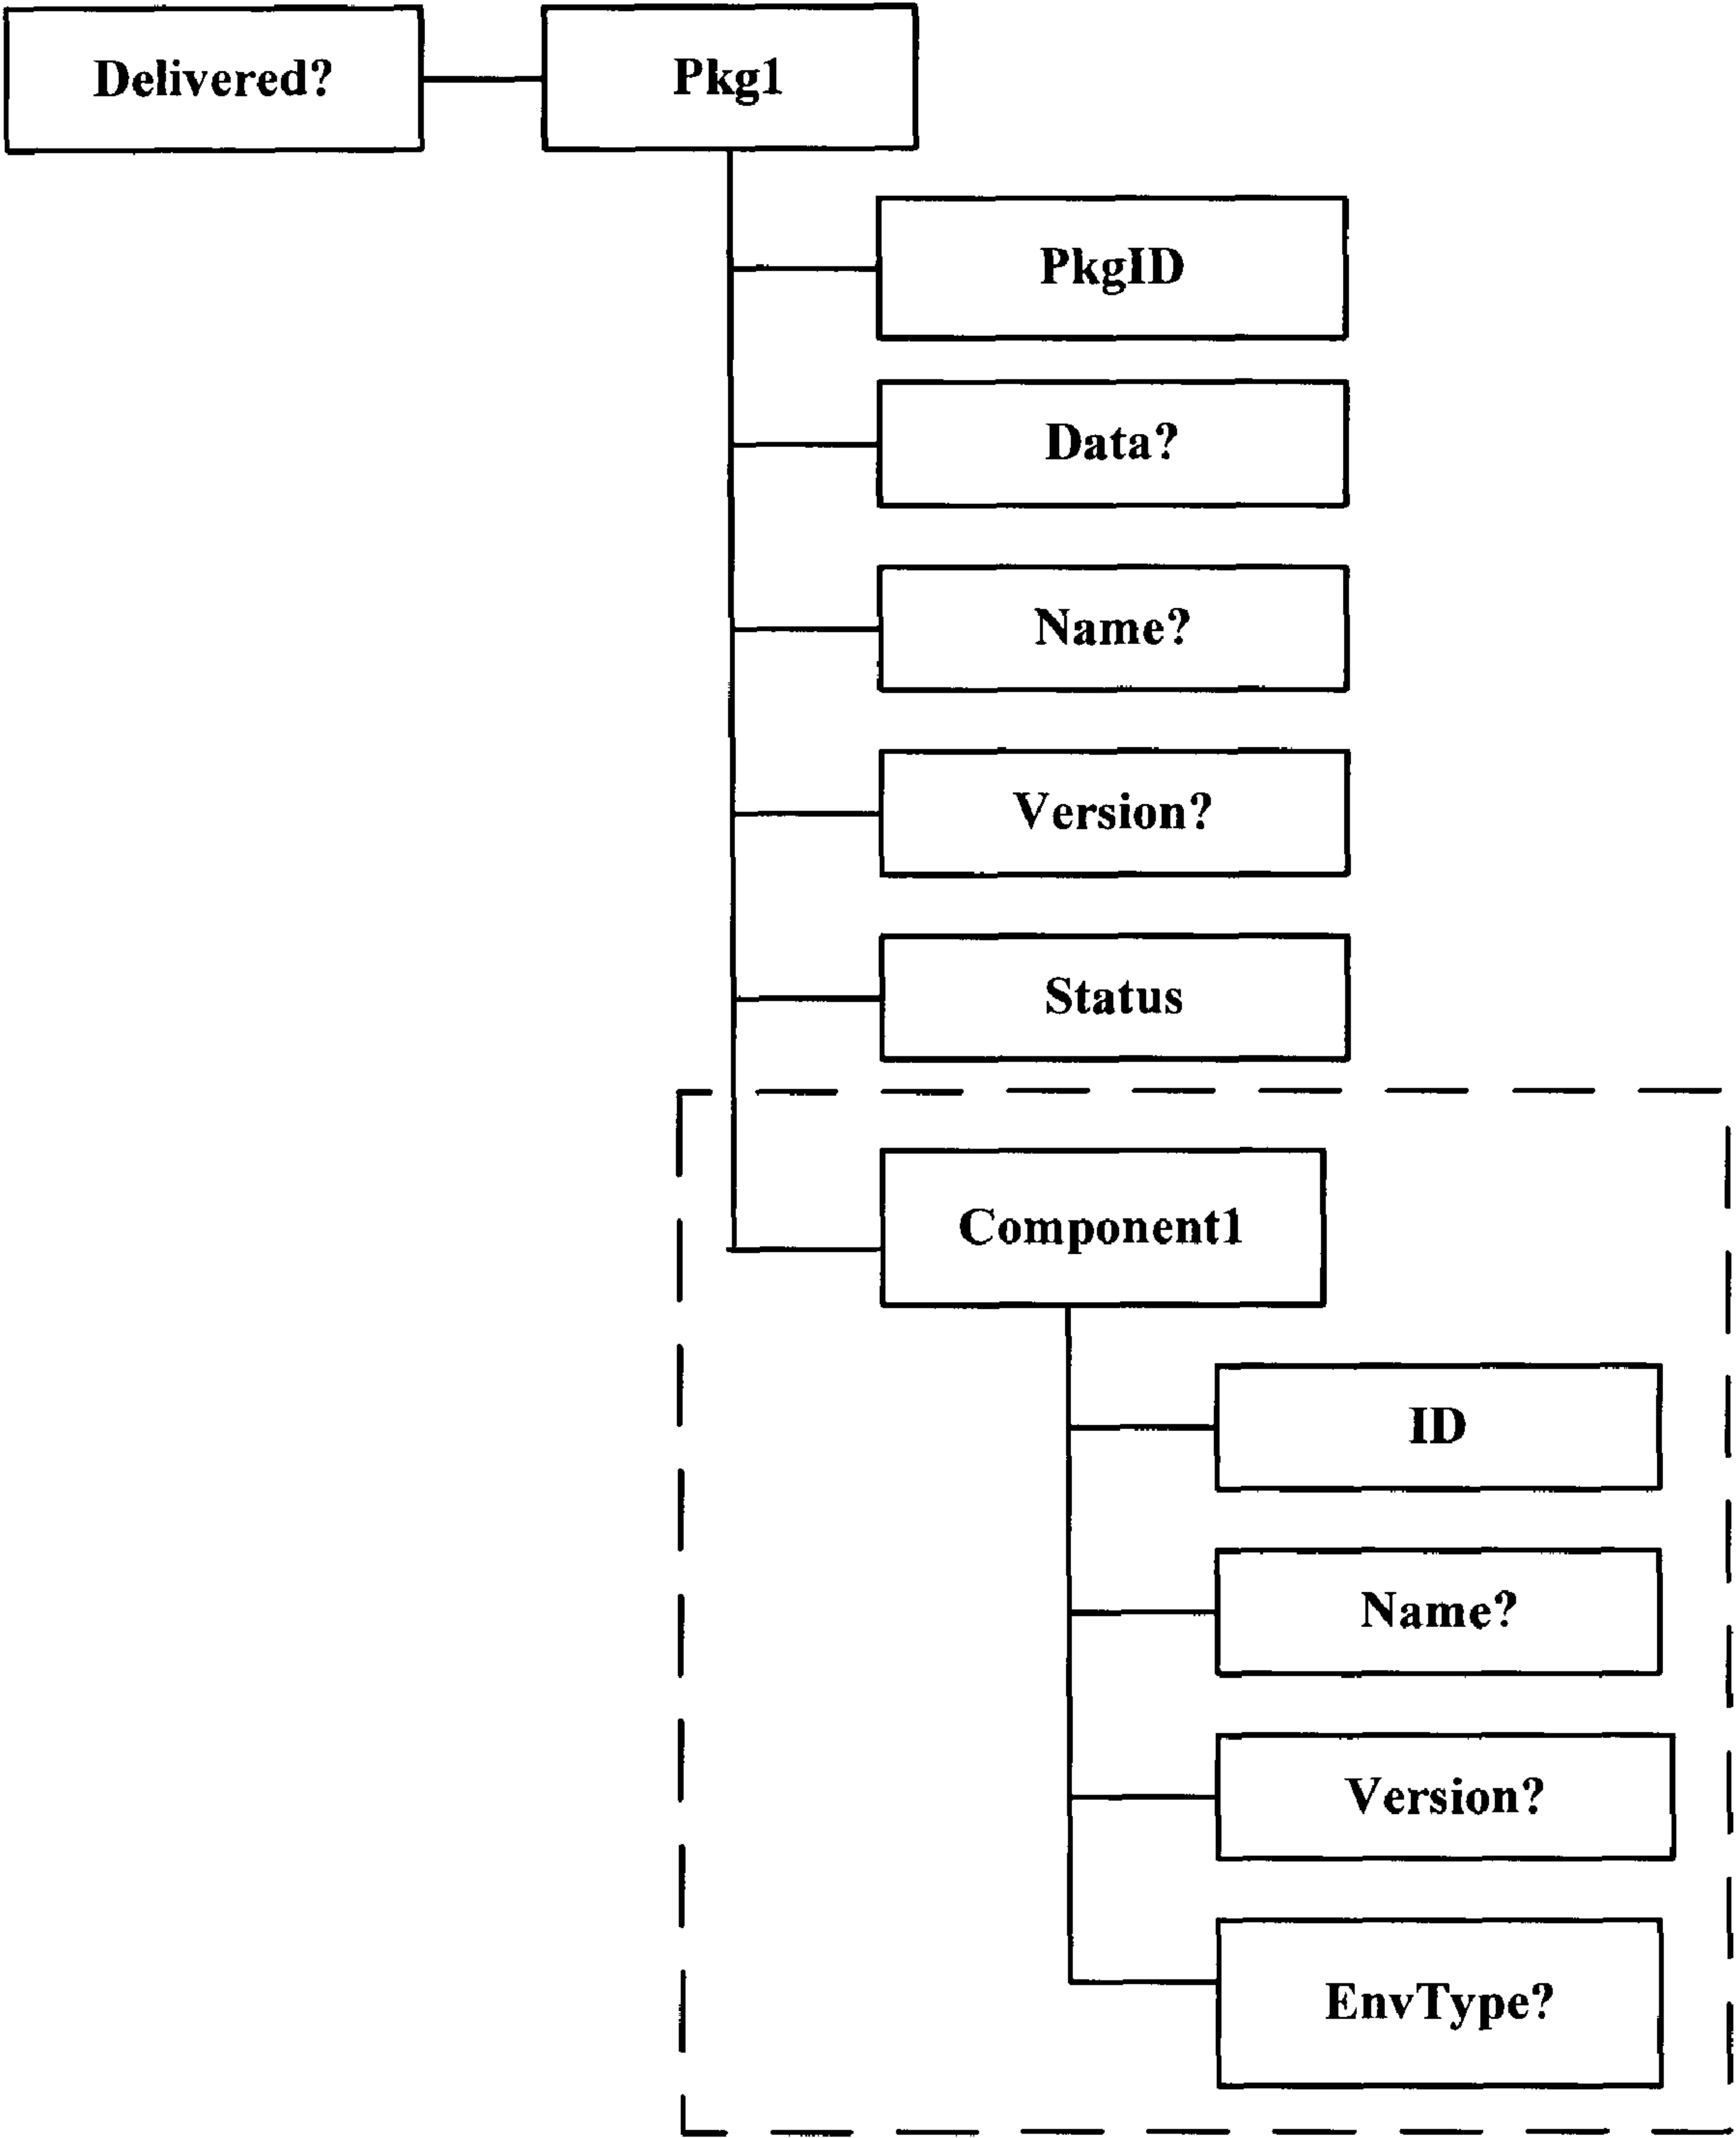 Delivered?
Pkg1
PkgID
Data?
Name?
Version?
Status
Component1
ID
Name?
Version?
EnvType?